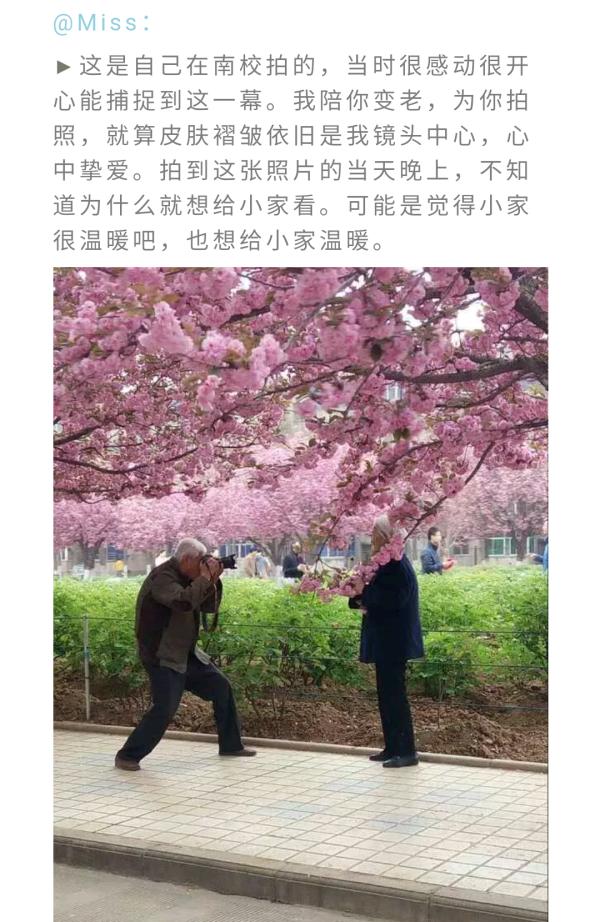 @Miss：
►这是自己在南校拍的，当时很感动很开
心能捕捉到这一幕。我陪你变老，为你拍
照，就算皮肤褶皱依旧是我镜头中心，心
中挚爱。拍到这张照片的当天晚上，不知
道为什么就想给小家看。可能是觉得小家
很温暖吧，也想给小家温暖。